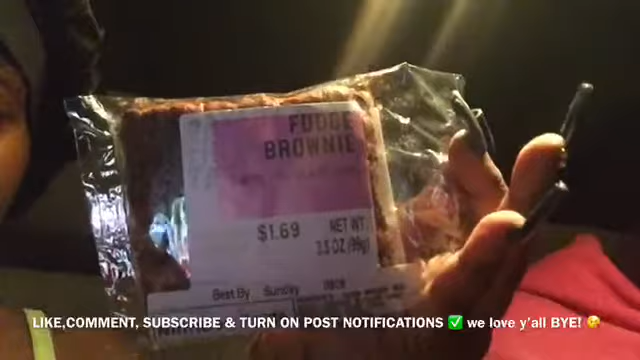 FUDGE
BROWNIE
$1.69
NET WT.
3.5 OZ (99g)
Best By Sunday
LIKE,COMMENT, SUBSCRIBE & TURN ON POST NOTIFICATIONS ✅ we love y'all BYE! 😘